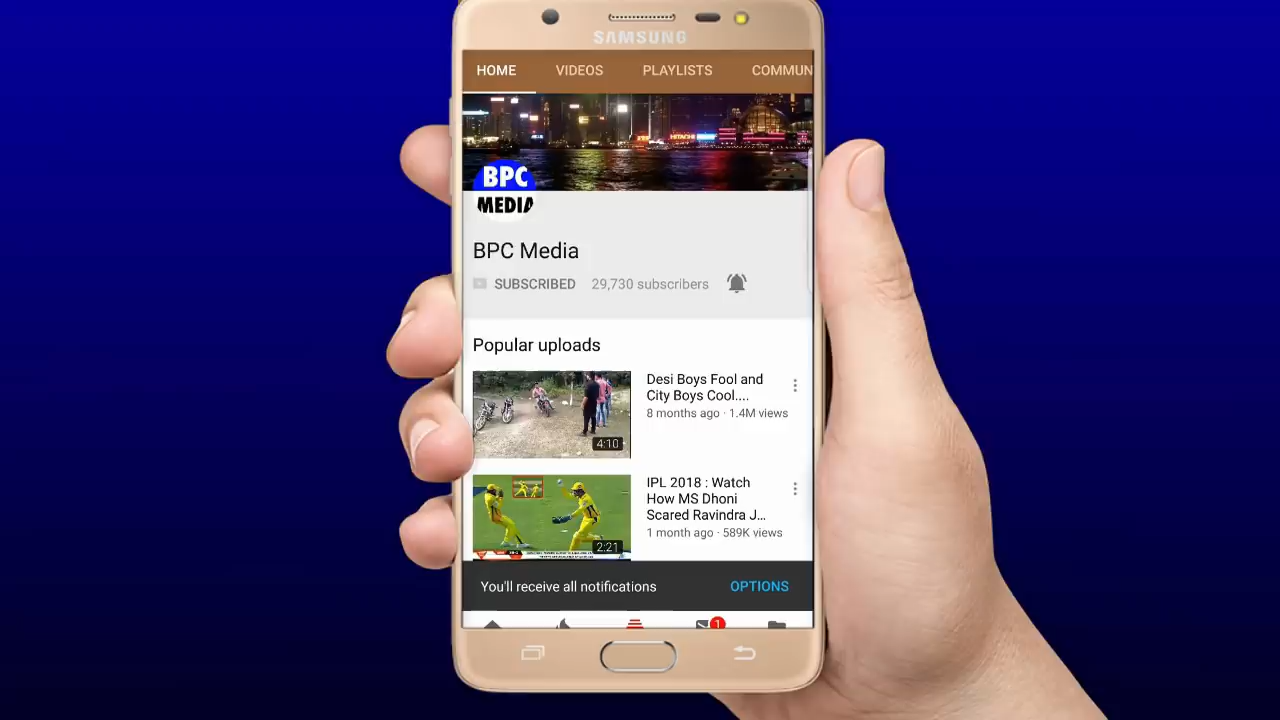 SAMSUNG
HOME VIDEOS PLAYLISTS COMMUN
HITACHI
BPC
MEDIA
BPC Media
SUBSCRIBED 29,730 subscribers
Popular uploads
Desi Boys Fool and
City Boys Cool....
8 months ago · 1.4M views
4:10
IPL 2018 : Watch
How MS Dhoni
Scared Ravindra J...
1 month ago · 589K views
2:21
You'll receive all notifications OPTIONS
1